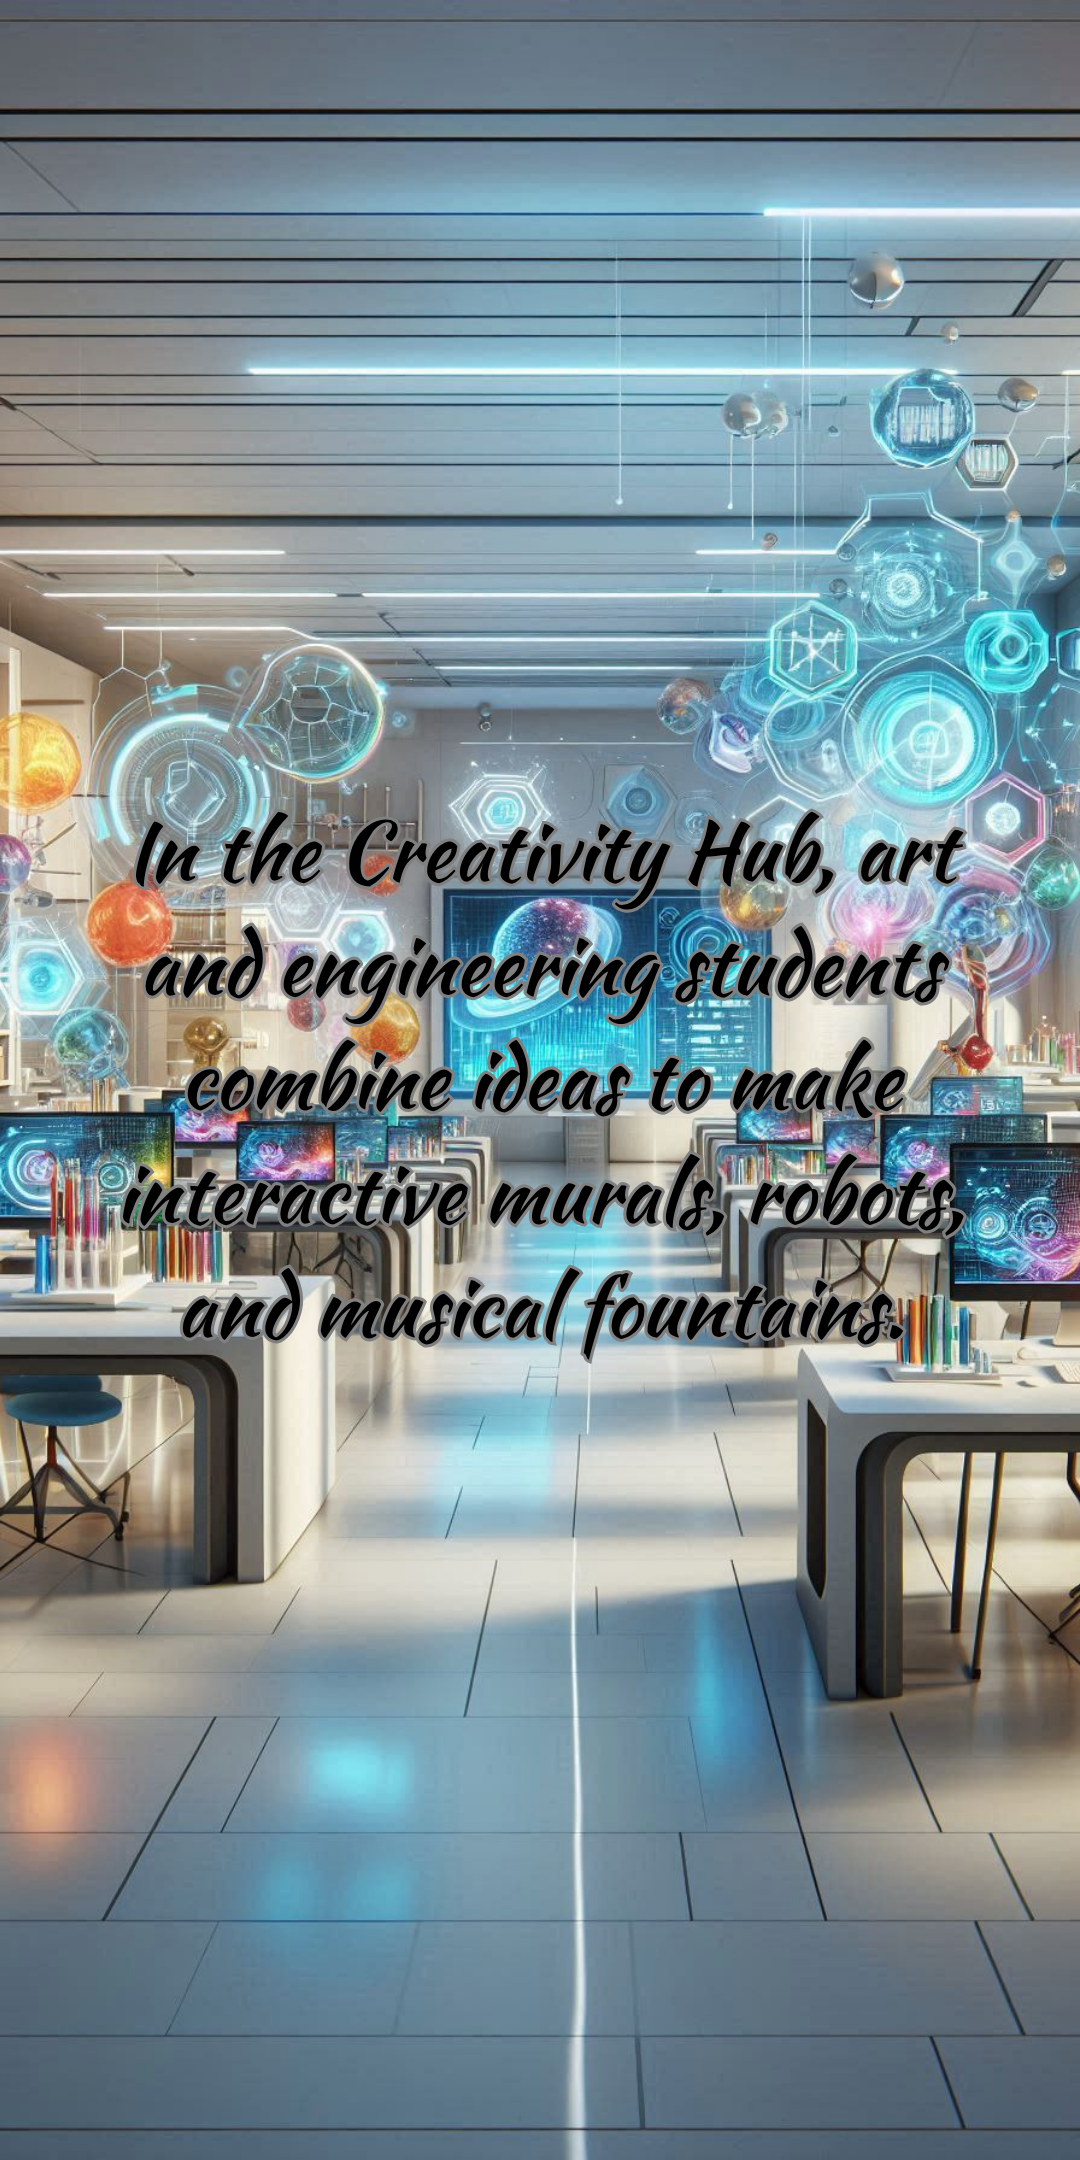 In the Creativity Hub, art
and engineering students
combine ideas to make
interactive murals, robots,
and musical fountains.